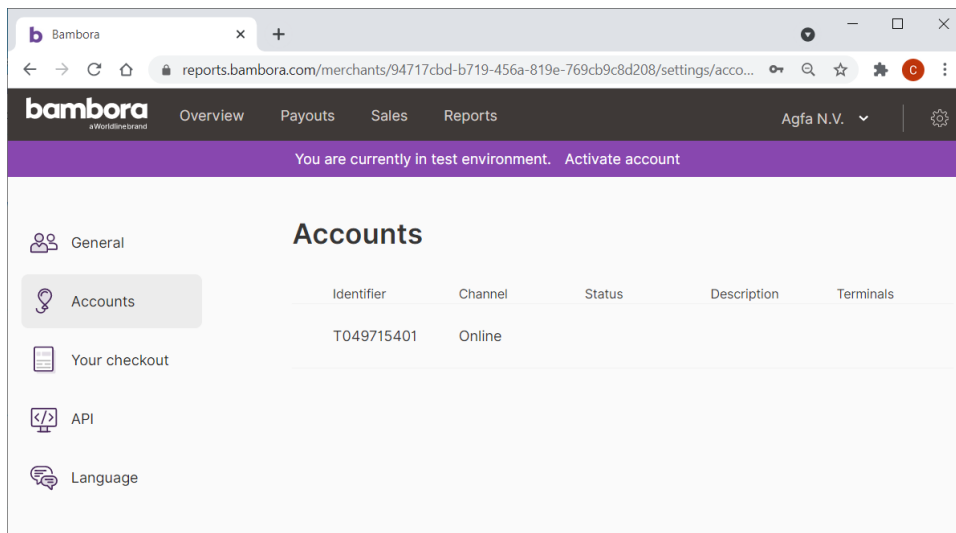 b Bambora
reports.bambora.com/merchants/94717cbd-b719-456a-819e-769cb9c8d208/settings/acco...
C
bambora
aWorldlinebrand
Overview Payouts Sales Reports Agfa N.V.
You are currently in test environment. Activate account
General
Accounts
Your checkout
</> API
Language
Accounts
Identifier Channel Status Description Terminals
T049715401 Online